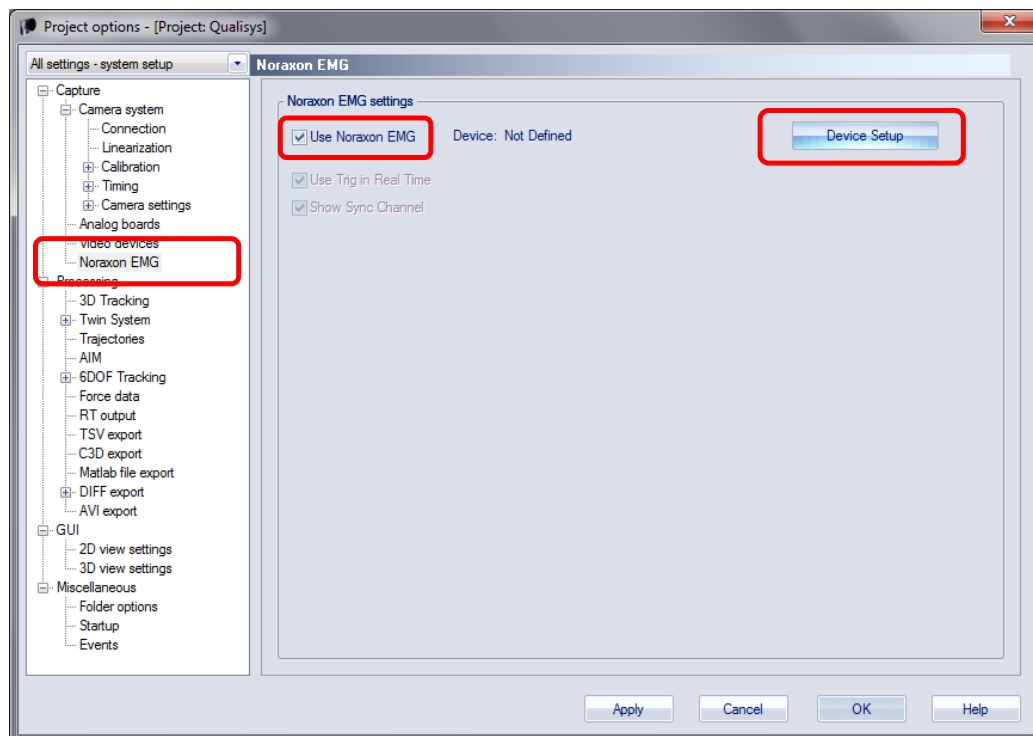 Project options - [Project: Qualisys]
All settings - system setup
Noraxon EMG
Capture
Camera system
Connection
Linearization
Calibration
Timing
Camera settings
Analog boards
Video devices
Noraxon EMG
Processing
3D Tracking
Twin System
Trajectories
AIM
6DOF Tracking
Force data
RT output
TSV export
C3D export
Matlab file export
DIFF export
AVI export
GUI
2D view settings
3D view settings
Miscellaneous
Folder options
Startup
Events
Noraxon EMG settings
Use Noraxon EMG Device: Not Defined Device Setup
Use Trig in Real Time
Show Sync Channel
Apply Cancel OK Help